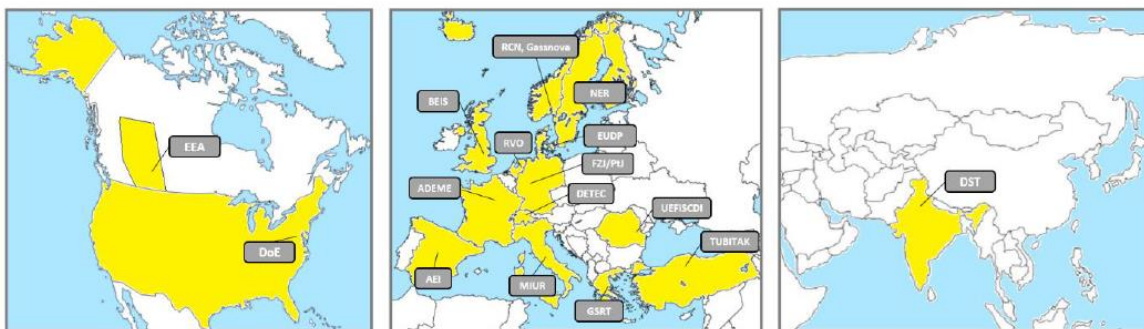 EEA
DoE
RCN, Gassnova
NER
BEIS
RVO
EUDP
FZJ/PtJ
ADEME
DETEC
UEFISCDI
TUBITAK
AEI
MIUR
GSRT
DST